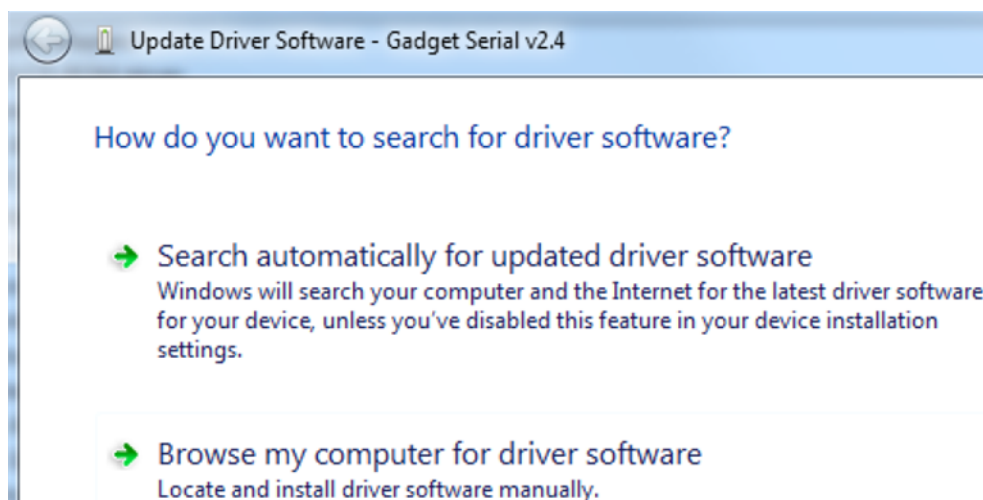 Update Driver Software - Gadget Serial v2.4
How do you want to search for driver software?
Search automatically for updated driver software
Windows will search your computer and the Internet for the latest driver software
for your device, unless you've disabled this feature in your device installation
settings.
Browse my computer for driver software
Locate and install driver software manually.